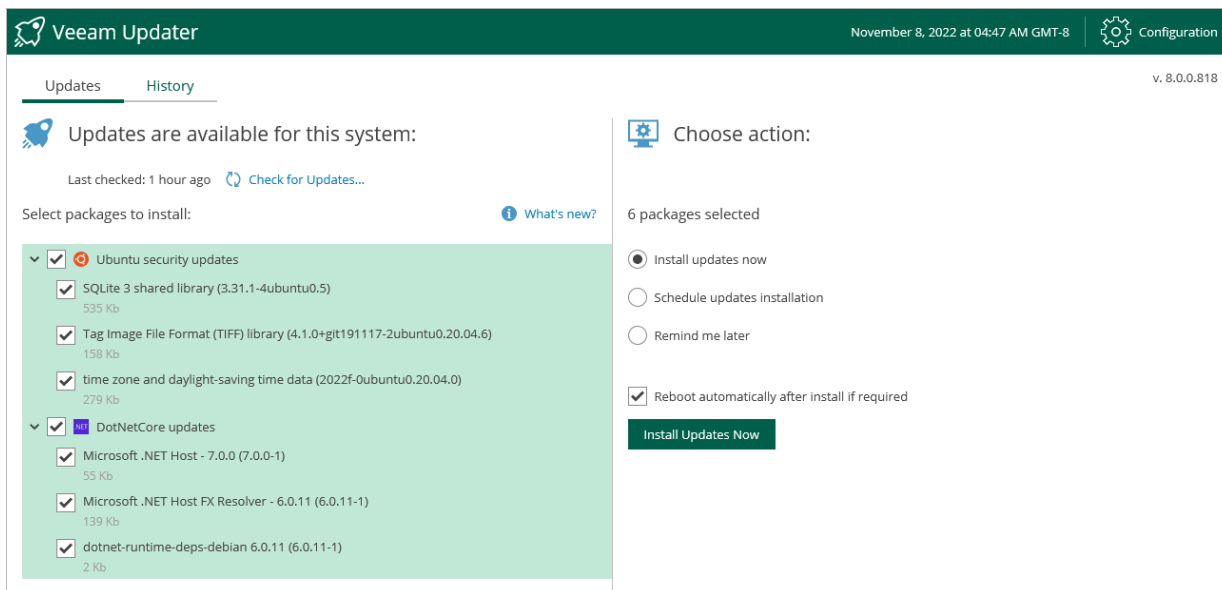 Veeam Updater
November 8, 2022 at 04:47 AM GMT-8
Configuration
Updates
History
v. 8.0.0.818
Updates are available for this system:
Last checked: 1 hour ago
Check for Updates...
Select packages to install:
What's new?
Ubuntu security updates
SQLite 3 shared library (3.31.1-4ubuntu0.5)
535 Kb
Tag Image File Format (TIFF) library (4.1.0+git191117-2ubuntu0.20.04.6)
158 Kb
time zone and daylight-saving time data (2022f-0ubuntu0.20.04.0)
279 Kb
NET
DotNetCore updates
Microsoft .NET Host - 7.0.0 (7.0.0-1)
55 Kb
Microsoft .NET Host FX Resolver - 6.0.11 (6.0.11-1)
139 Kb
dotnet-runtime-deps-debian 6.0.11 (6.0.11-1)
2 Kb
Choose action:
6 packages selected
Install updates now
Schedule updates installation
Remind me later
Reboot automatically after install if required
Install Updates Now